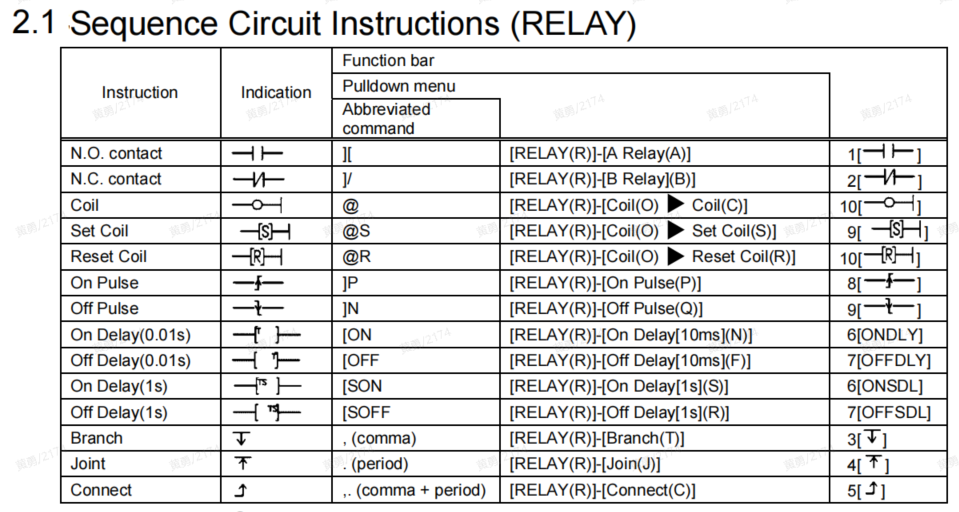 2.1 Sequence Circuit Instructions (RELAY)
Instruction Indication Function bar
Pulldown menu
Abbreviated
command
N.O. contact ][ [RELAY(R)]-[A Relay(A)] 1[ ]
N.C. contact ]/ [RELAY(R)]-[B Relay](B)] 2[ ]
Coil @ [RELAY(R)]-[Coil(O) ▶ Coil(C)] 10[ ]
Set Coil [S] @S [RELAY(R)]-[Coil(O) ▶ Set Coil(S)] 9[ [S] ]
Reset Coil [R] @R [RELAY(R)]-[Coil(O) ▶ Reset Coil(R)] 10[ [R] ]
On Pulse ]P [RELAY(R)]-[On Pulse(P)] 8[ ]
Off Pulse ]N [RELAY(R)]-[Off Pulse(Q)] 9[ ]
On Delay(0.01s) [ T ] [ON [RELAY(R)]-[On Delay[10ms](N)] 6[ONDLY]
Off Delay(0.01s) [ T ] [OFF [RELAY(R)]-[Off Delay[10ms](F)] 7[OFFDLY]
On Delay(1s) [ TS ] [SON [RELAY(R)]-[On Delay[1s](S)] 6[ONSDL]
Off Delay(1s) [ TS ] [SOFF [RELAY(R)]-[Off Delay[1s](R)] 7[OFFSDL]
Branch , (comma) [RELAY(R)]-[Branch(T)] 3[ ]
Joint . (period) [RELAY(R)]-[Join(J)] 4[ ]
Connect ,. (comma + period) [RELAY(R)]-[Connect(C)] 5[ ]